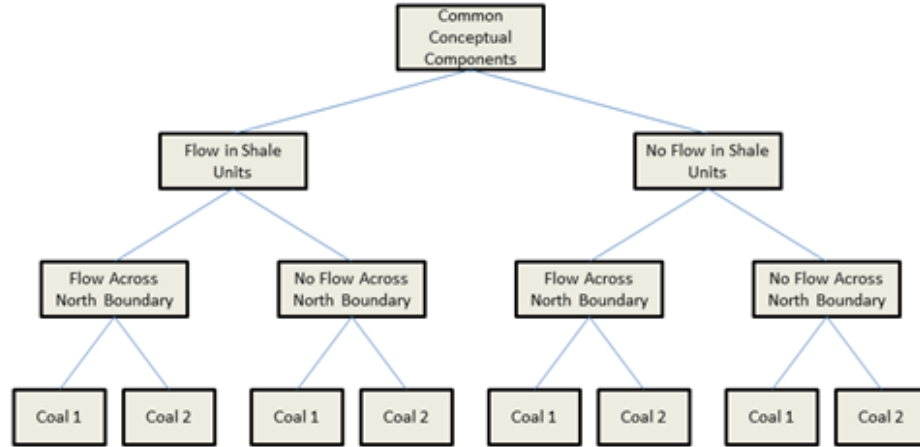 Common
Conceptual
Components
Flow in Shale
Units
No Flow in Shale
Units
Flow Across
North Boundary
No Flow Across
North Boundary
Flow Across
North Boundary
No Flow Across
North Boundary
Coal 1
Coal 2
Coal 1
Coal 2
Coal 1
Coal 2
Coal 1
Coal 2